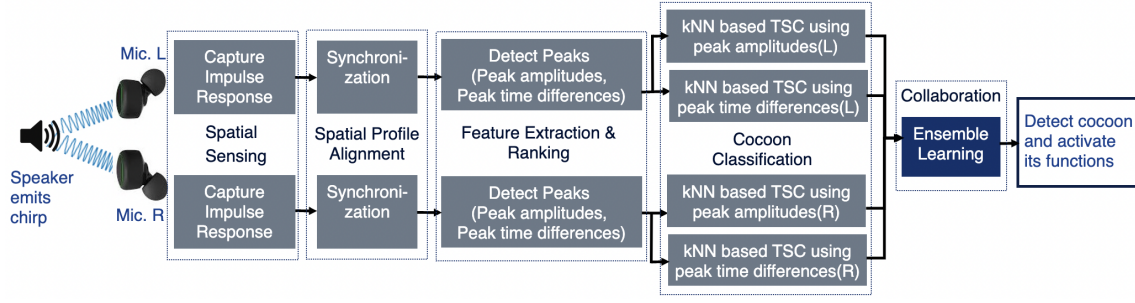 Mic. L
Speaker
emits
chirp
Mic. R
Capture
Impulse
Response
Spatial
Sensing
Capture
Impulse
Response
Synchroni-
zation
Spatial Profile
Alignment
Synchroni-
zation
Detect Peaks
(Peak amplitudes,
Peak time differences)
Feature Extraction &
Ranking
Detect Peaks
(Peak amplitudes,
Peak time differences)
kNN based TSC using
peak amplitudes(L)
kNN based TSC using
peak time differences(L)
Cocoon
Classification
kNN based TSC using
peak amplitudes(R)
kNN based TSC using
peak time differences(R)
Collaboration
Ensemble
Learning
Detect cocoon
and activate
its functions